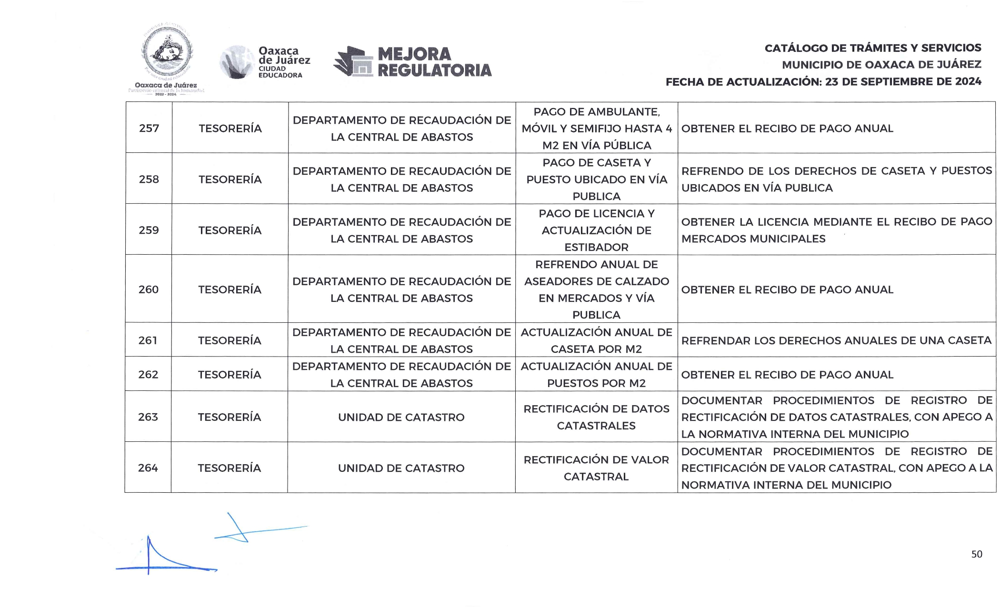 Oaxaca de Juárez
Patrimonio cultural de la humanidad
2022 - 2024
Oaxaca
de Juárez
CIUDAD
EDUCADORA
MEJORA
REGULATORIA
CATÁLOGO DE TRÁMITES Y SERVICIOS
MUNICIPIO DE OAXACA DE JUÁREZ
FECHA DE ACTUALIZACIÓN: 23 DE SEPTIEMBRE DE 2024
257
TESORERÍA
DEPARTAMENTO DE RECAUDACIÓN DE
LA CENTRAL DE ABASTOS
PAGO DE AMBULANTE,
MÓVIL Y SEMIFIJO HASTA 4
M2 EN VÍA PÚBLICA
OBTENER EL RECIBO DE PAGO ANUAL
258
TESORERÍA
DEPARTAMENTO DE RECAUDACIÓN DE
LA CENTRAL DE ABASTOS
PAGO DE CASETA Y
PUESTO UBICADO EN VÍA
PUBLICA
REFRENDO DE LOS DERECHOS DE CASETA Y PUESTOS
UBICADOS EN VÍA PUBLICA
259
TESORERÍA
DEPARTAMENTO DE RECAUDACIÓN DE
LA CENTRAL DE ABASTOS
PAGO DE LICENCIA Y
ACTUALIZACIÓN DE
ESTIBADOR
OBTENER LA LICENCIA MEDIANTE EL RECIBO DE PAGO
MERCADOS MUNICIPALES
260
TESORERÍA
DEPARTAMENTO DE RECAUDACIÓN DE
LA CENTRAL DE ABASTOS
REFRENDO ANUAL DE
ASEADORES DE CALZADO
EN MERCADOS Y VÍA
PUBLICA
OBTENER EL RECIBO DE PAGO ANUAL
261
TESORERÍA
DEPARTAMENTO DE RECAUDACIÓN DE
LA CENTRAL DE ABASTOS
ACTUALIZACIÓN ANUAL DE
CASETA POR M2
REFRENDAR LOS DERECHOS ANUALES DE UNA CASETA
262
TESORERÍA
DEPARTAMENTO DE RECAUDACIÓN DE
LA CENTRAL DE ABASTOS
ACTUALIZACIÓN ANUAL DE
PUESTOS POR M2
OBTENER EL RECIBO DE PAGO ANUAL
263
TESORERÍA
UNIDAD DE CATASTRO
RECTIFICACIÓN DE DATOS
CATASTRALES
DOCUMENTAR PROCEDIMIENTOS DE REGISTRO DE
RECTIFICACIÓN DE DATOS CATASTRALES, CON APEGO A
LA NORMATIVA INTERNA DEL MUNICIPIO
264
TESORERÍA
UNIDAD DE CATASTRO
RECTIFICACIÓN DE VALOR
CATASTRAL
DOCUMENTAR PROCEDIMIENTOS DE REGISTRO DE
RECTIFICACIÓN DE VALOR CATASTRAL, CON APEGO A LA
NORMATIVA INTERNA DEL MUNICIPIO
50